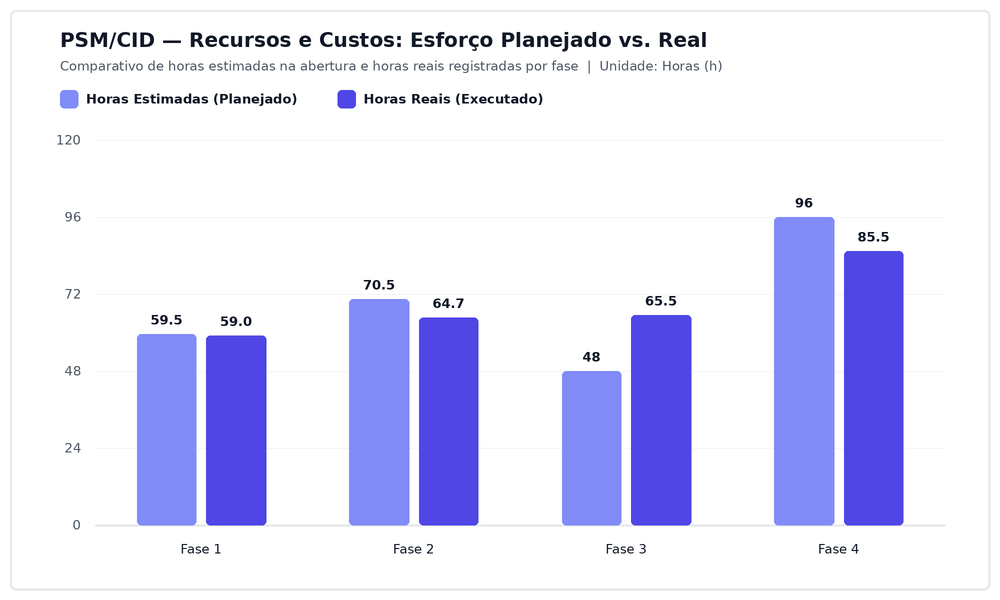 PSM/CID — Recursos e Custos: Esforço Planejado vs. Real
Comparativo de horas estimadas na abertura e horas reais registradas por fase | Unidade: Horas (h)
Horas Estimadas (Planejado) Horas Reais (Executado)
120
96
72
48
24
0
59.5 59.0
70.5 64.7
48 65.5
96 85.5
Fase 1 Fase 2 Fase 3 Fase 4